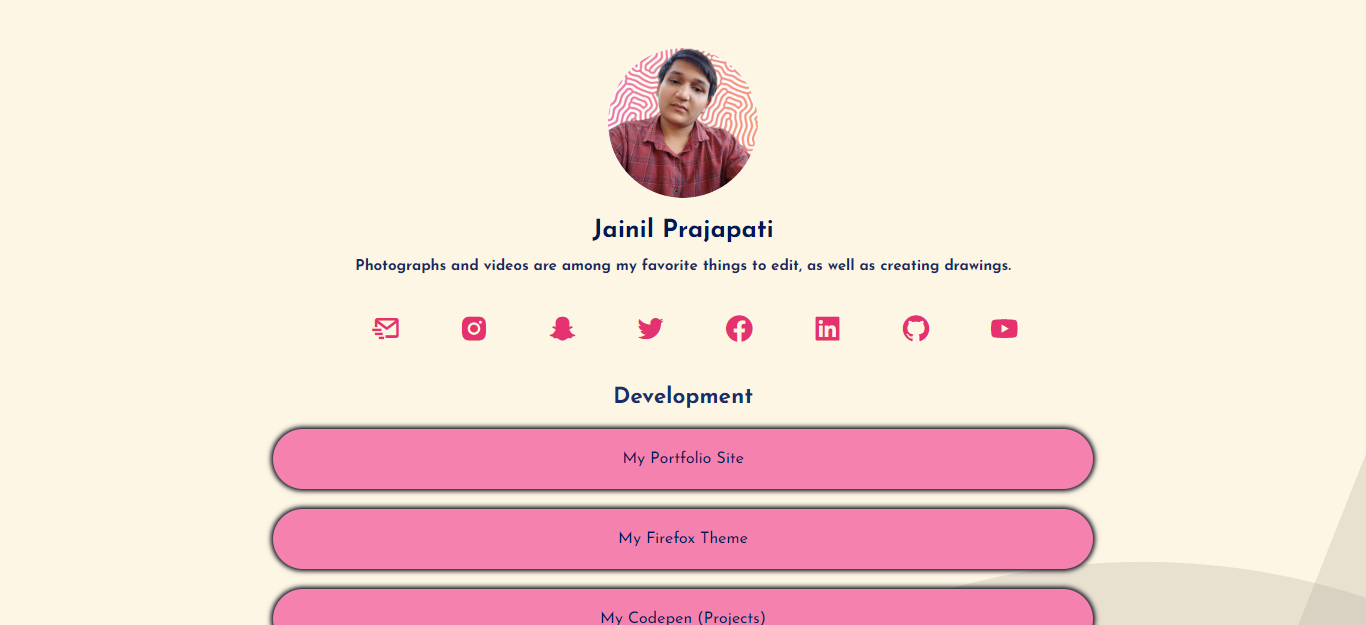 Jainil Prajapati
Photographs and videos are among my favorite things to edit, as well as creating drawings.
Development
My Portfolio Site
My Firefox Theme
My Codepen (Projects)